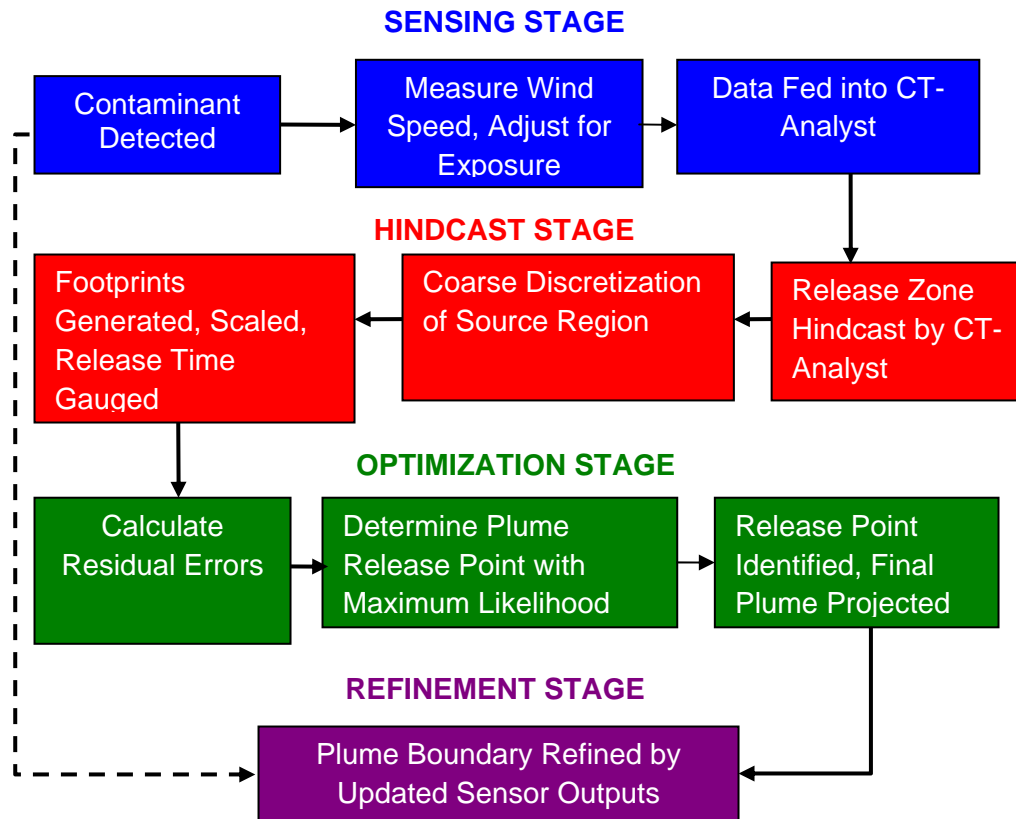 SENSING STAGE
Contaminant
Detected
Measure Wind
Speed, Adjust for
Exposure
Data Fed into CT-
Analyst
HINDCAST STAGE
Footprints
Generated, Scaled,
Release Time
Gauged
Coarse Discretization
of Source Region
Release Zone
Hindcast by CT-
Analyst
OPTIMIZATION STAGE
Calculate
Residual Errors
Determine Plume
Release Point with
Maximum Likelihood
Release Point
Identified, Final
Plume Projected
REFINEMENT STAGE
Plume Boundary Refined by
Updated Sensor Outputs